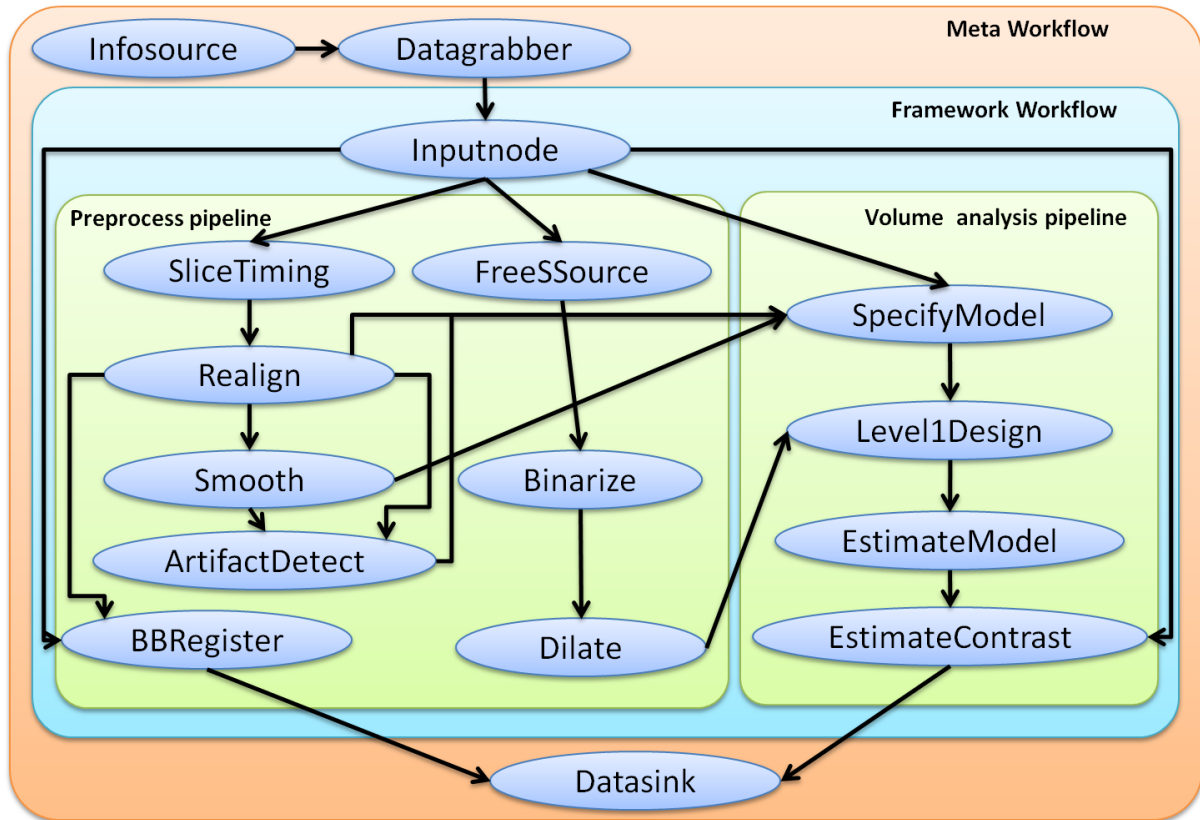 Meta Workflow
Infosource
Datagrabber
Framework Workflow
Inputnode
Preprocess pipeline
Volume analysis pipeline
SliceTiming
FreeSSource
SpecifyModel
Realign
Level1Design
Smooth
Binarize
EstimateModel
ArtifactDetect
BBRegister
Dilate
EstimateContrast
Datasink